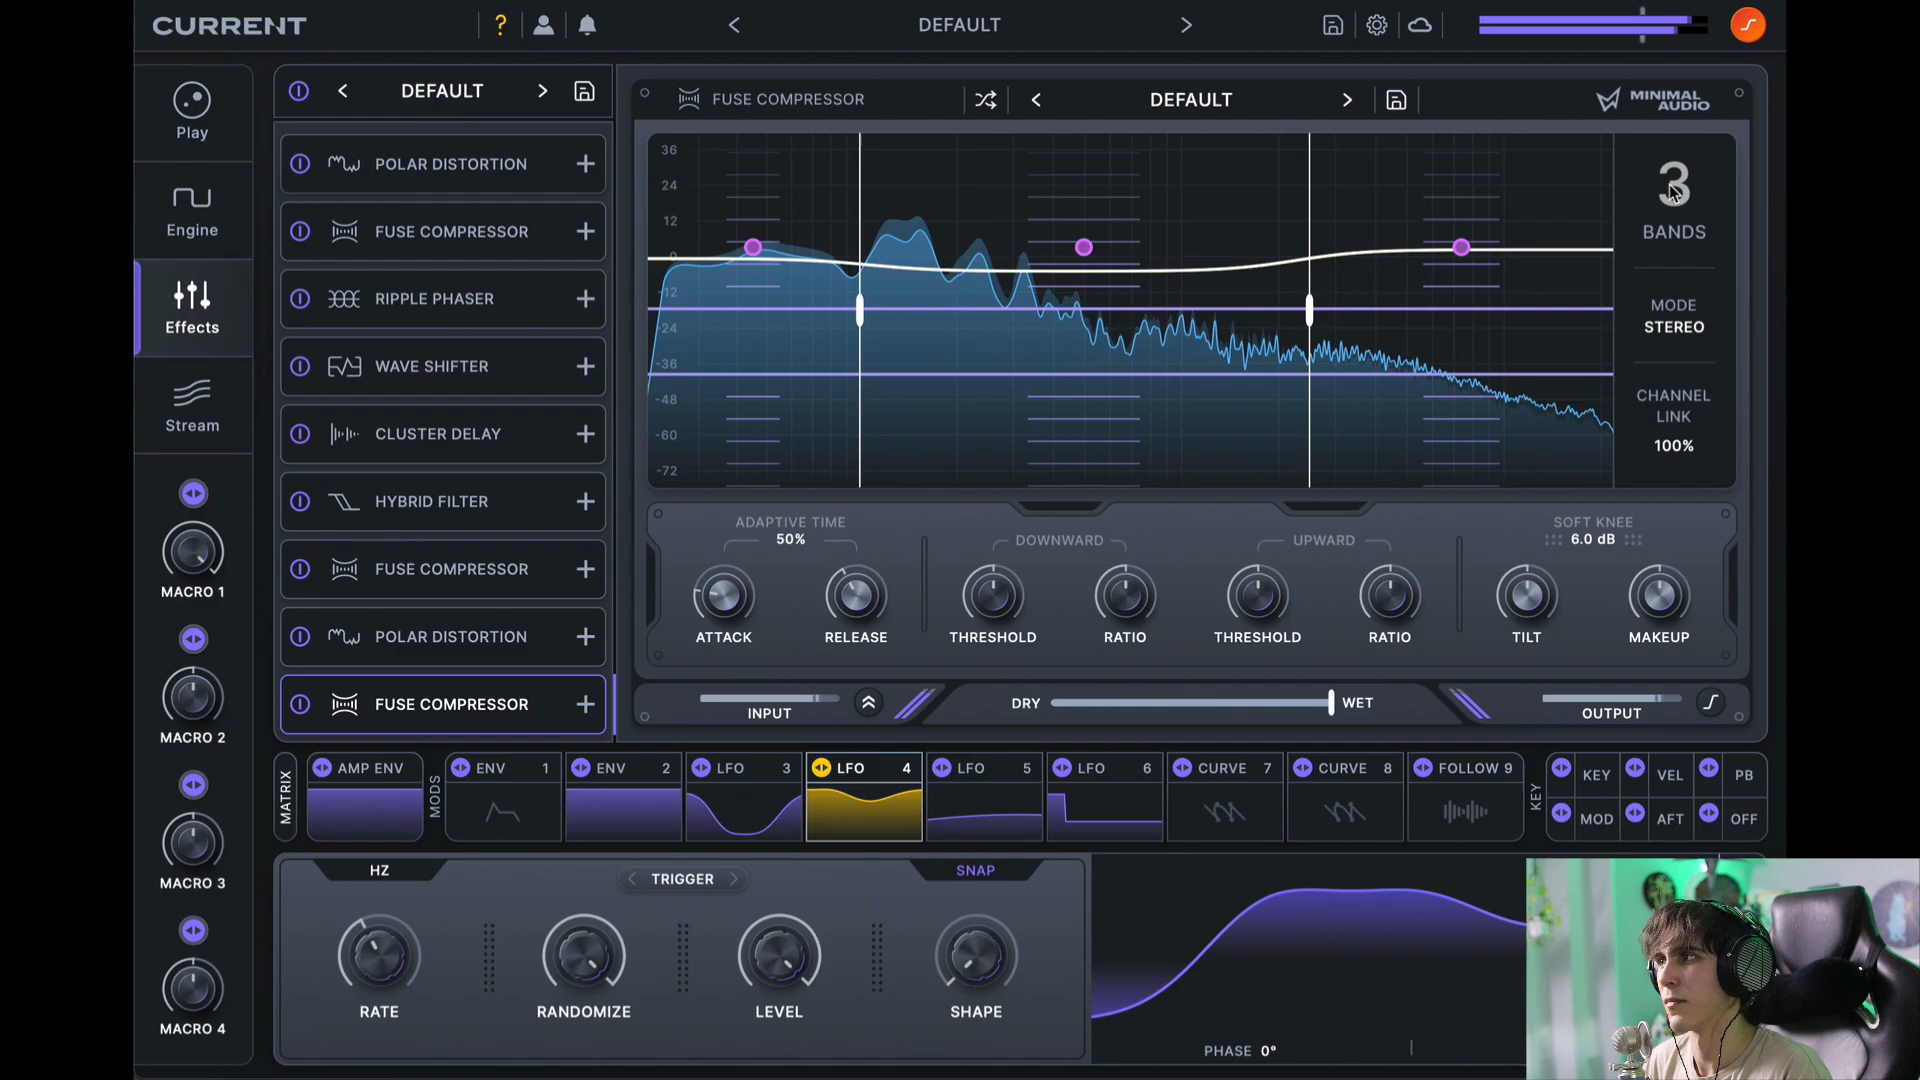 CURRENT
?
DEFAULT
Play
Engine
Effects
Stream
MACRO 1
MACRO 2
MACRO 3
MACRO 4
DEFAULT
POLAR DISTORTION
FUSE COMPRESSOR
RIPPLE PHASER
WAVE SHIFTER
CLUSTER DELAY
HYBRID FILTER
FUSE COMPRESSOR
POLAR DISTORTION
FUSE COMPRESSOR
FUSE COMPRESSOR
DEFAULT
MINIMAL
AUDIO
36
24
12
0
-12
-24
-36
-48
-60
-72
3
BANDS
MODE
STEREO
CHANNEL
LINK
100%
ADAPTIVE TIME
50%
DOWNWARD
UPWARD
SOFT KNEE
6.0 dB
ATTACK
RELEASE
THRESHOLD
RATIO
THRESHOLD
RATIO
TILT
MAKEUP
INPUT
DRY
WET
OUTPUT
MATRIX
AMP ENV
MODS
ENV 1
ENV 2
LFO 3
LFO 4
LFO 5
LFO 6
CURVE 7
CURVE 8
FOLLOW 9
KEY
KEY VEL PB
MOD AFT OFF
HZ
TRIGGER
SNAP
RATE
RANDOMIZE
LEVEL
SHAPE
PHASE 0°